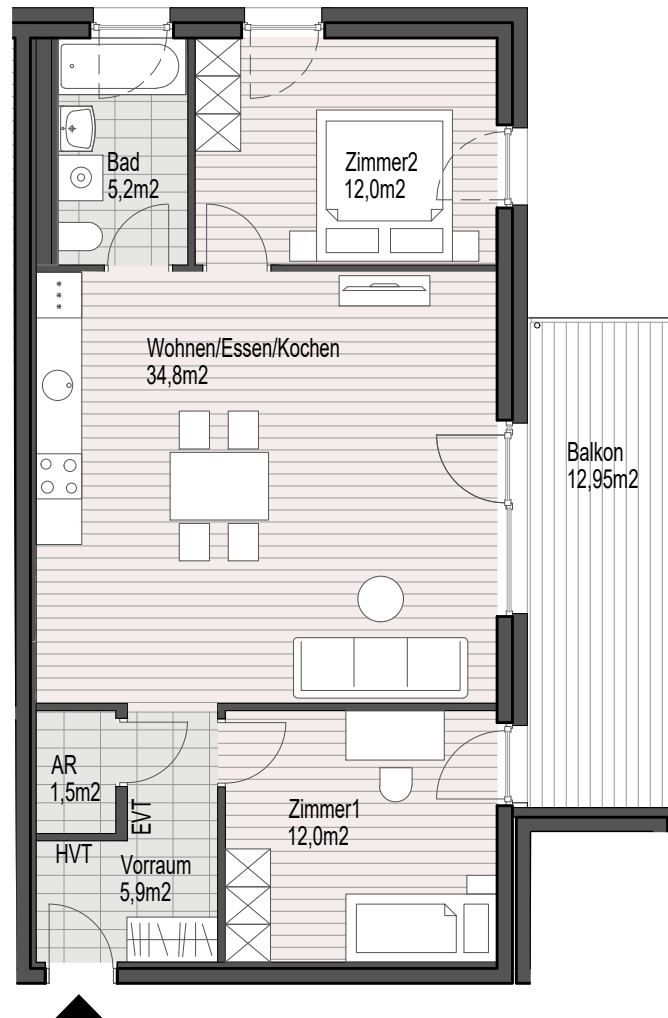 Bad
5,2m2
Zimmer2
12,0m2
Wohnen/Essen/Kochen
34,8m2
Balkon
12,95m2
AR
1,5m2
EVT
Zimmer1
12,0m2
HVT
Vorraum
5,9m2